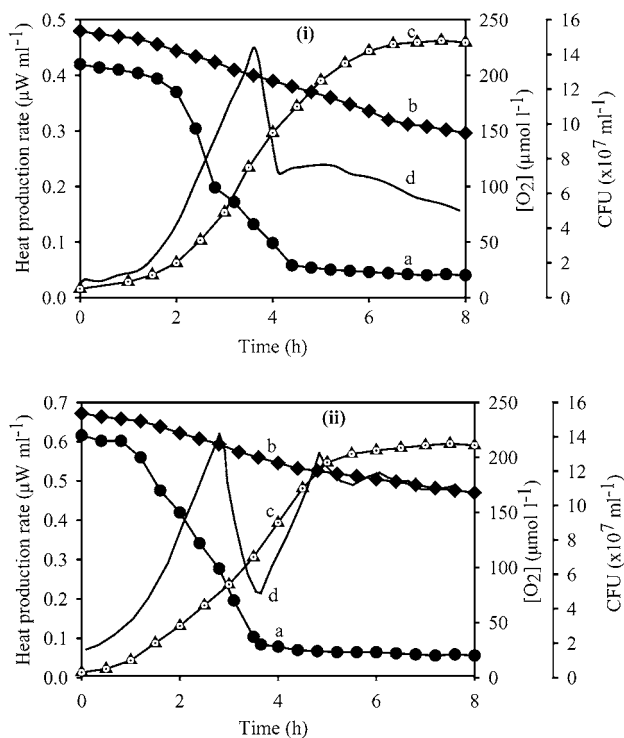 (i)
Heat production rate (µW ml⁻¹)
0.5
0.4
0.3
0.2
0.1
0.0
a
b
c
d
250
200
150
100
50
0
[O₂] (µmol l⁻¹)
16
14
12
10
8
6
4
2
0
CFU (x10⁷ ml⁻¹)
0 2 4 6 8
Time (h)
(ii)
Heat production rate (µW ml⁻¹)
0.7
0.6
0.5
0.4
0.3
0.2
0.1
0.0
b
c
d
a
250
200
150
100
50
0
[O₂] (µmol l⁻¹)
16
14
12
10
8
6
4
2
0
CFU (x10⁷ ml⁻¹)
0 2 4 6 8
Time (h)